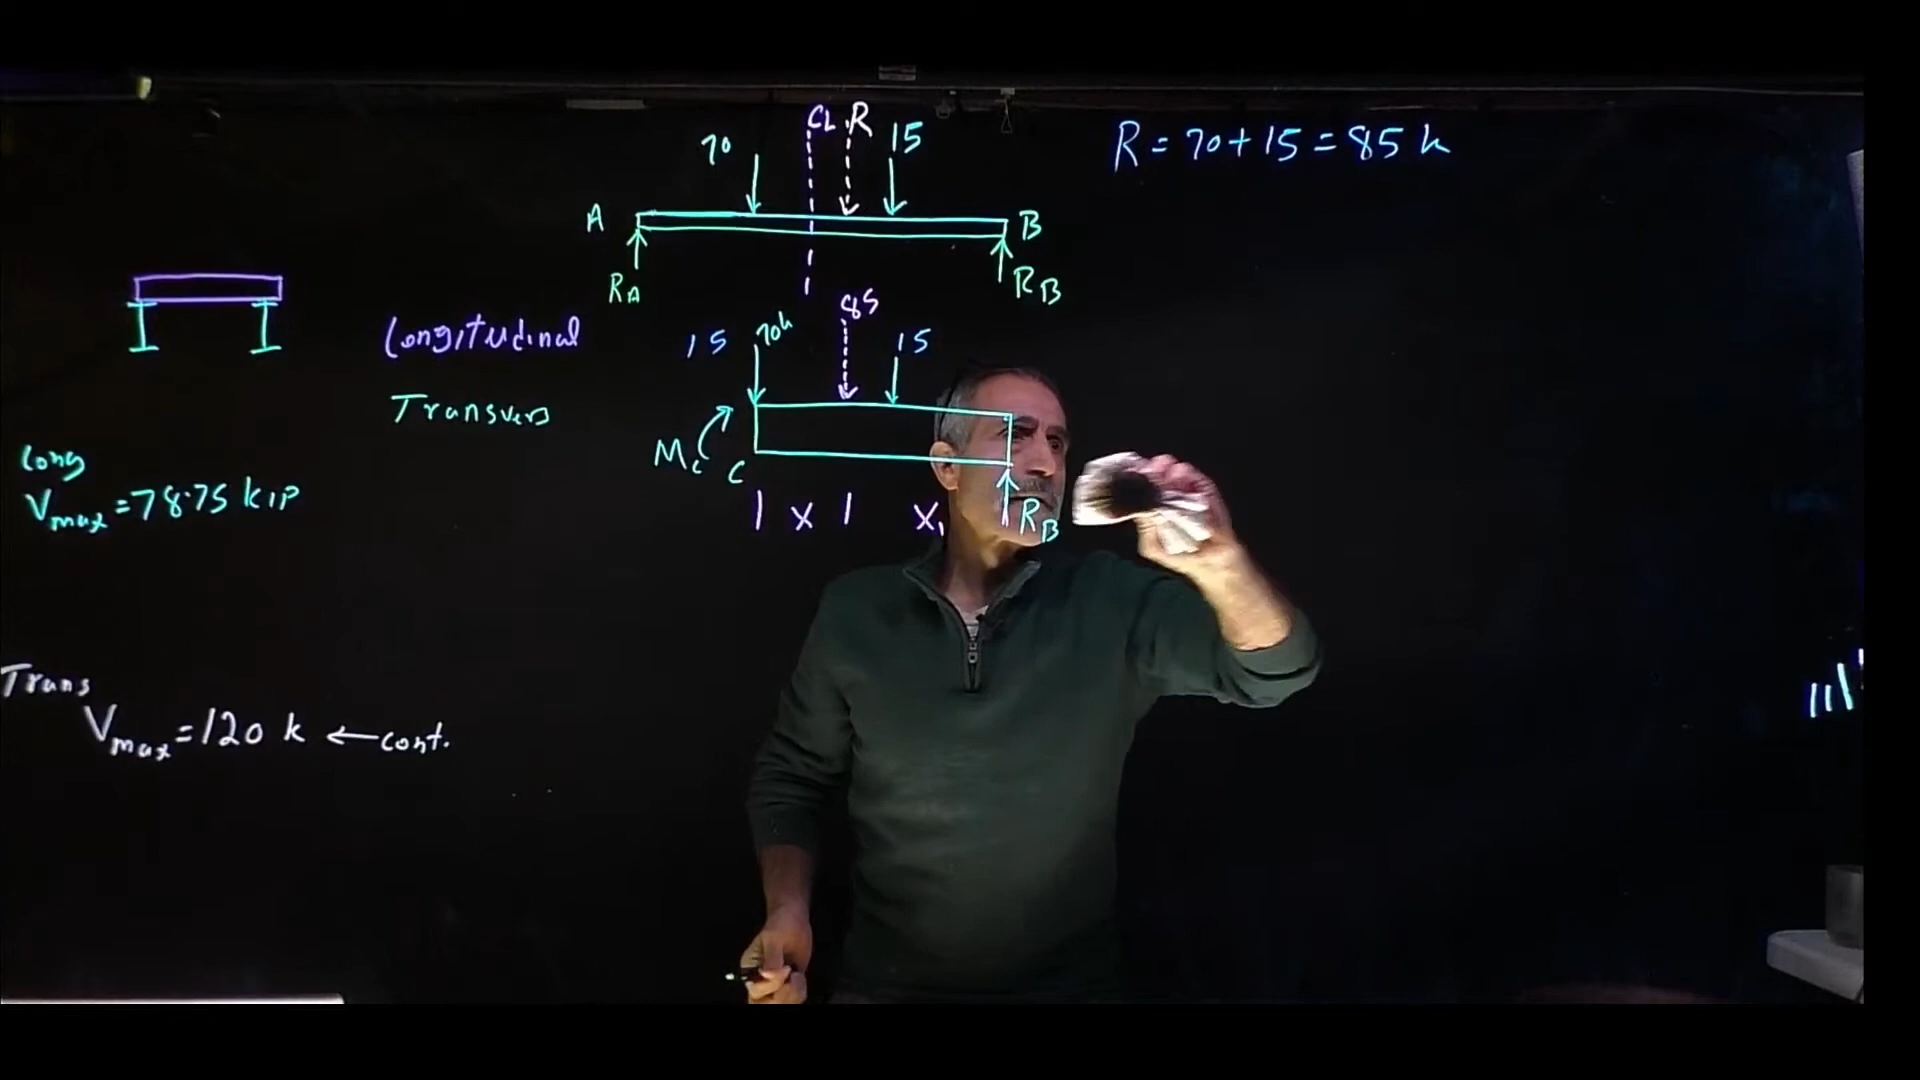 CL R
70 15
R = 70+15 = 85 k
A B
RA RB
85
Longitudinal
15 70k 15
Transvers
Mc C
Long
Vmax = 78.75 kip
| x | x1 RB
Trans
Vmax = 120 k ← cont.